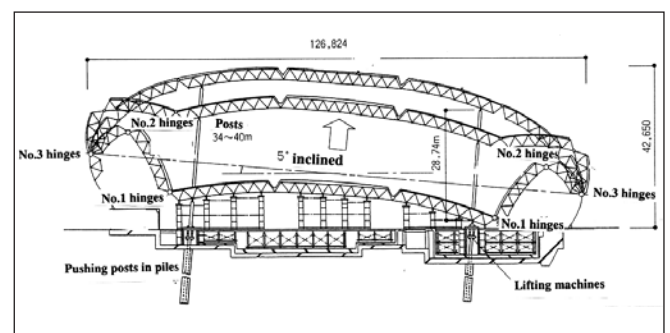 126,824
No.2 hinges
Posts
34～40m
No.3 hinges
5° inclined
28.74m
No.2 hinges
42,650
No.3 hinges
No.1 hinges
No.1 hinges
Pushing posts in piles
Lifting machines